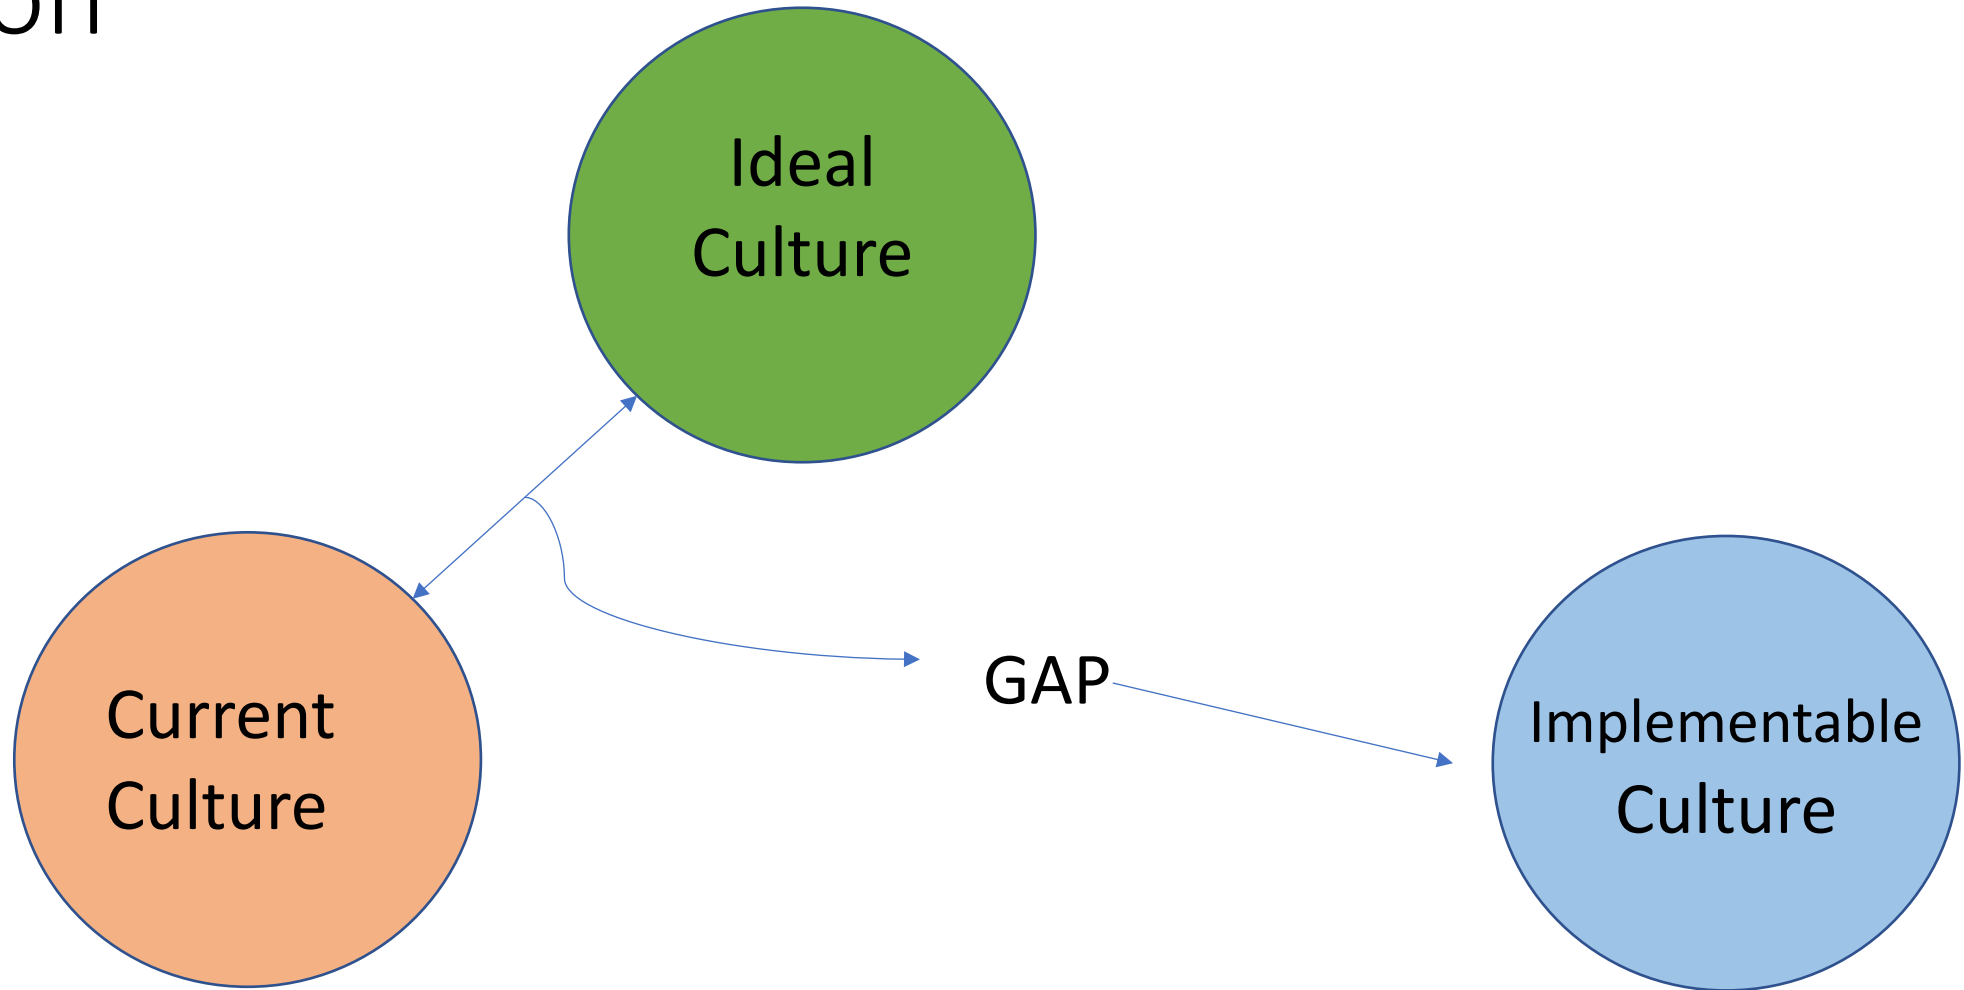 Ideal
Culture
Current
Culture
GAP
Implementable
Culture